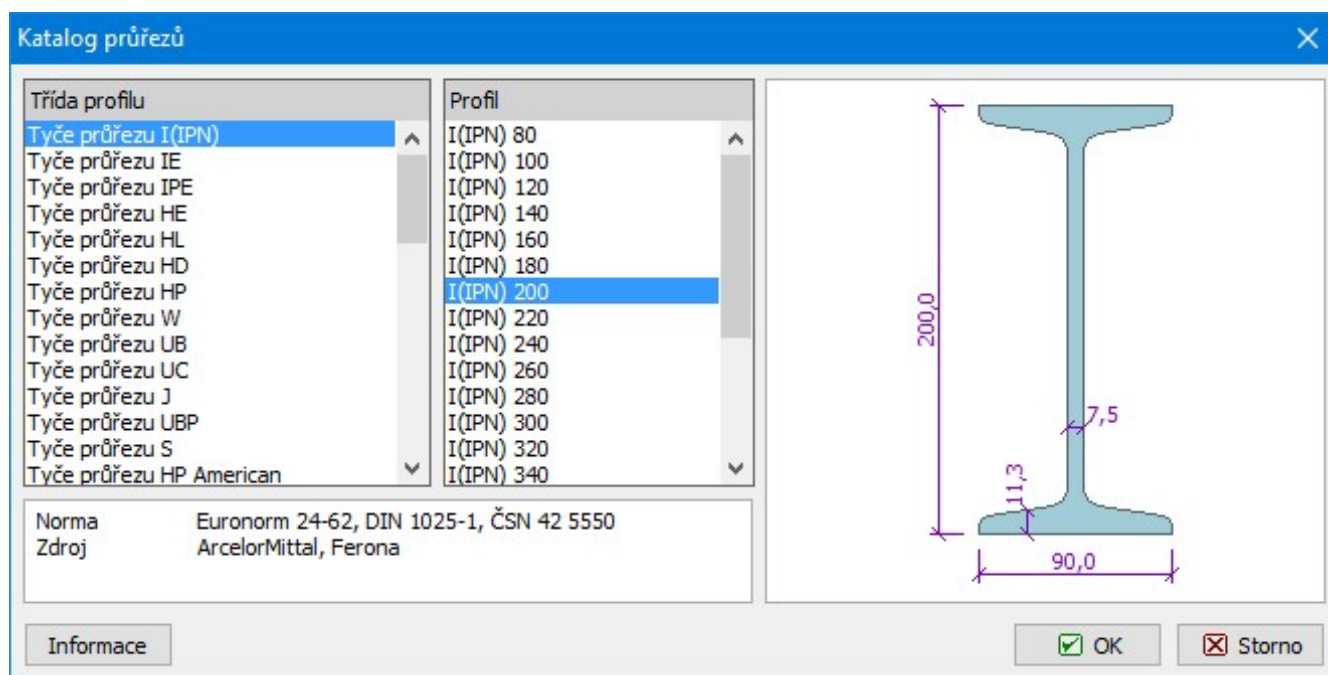 Katalog průřezů
Třída profilu
Tyče průřezu I(IPN)
Tyče průřezu IE
Tyče průřezu IPE
Tyče průřezu HE
Tyče průřezu HL
Tyče průřezu HD
Tyče průřezu HP
Tyče průřezu W
Tyče průřezu UB
Tyče průřezu UC
Tyče průřezu J
Tyče průřezu UBP
Tyče průřezu S
Tyče průřezu HP American
Profil
I(IPN) 80
I(IPN) 100
I(IPN) 120
I(IPN) 140
I(IPN) 160
I(IPN) 180
I(IPN) 200
I(IPN) 220
I(IPN) 240
I(IPN) 260
I(IPN) 280
I(IPN) 300
I(IPN) 320
I(IPN) 340
200,0
7,5
11,3
90,0
Norma Euronorm 24-62, DIN 1025-1, ČSN 42 5550
Zdroj ArcelorMittal, Ferona
Informace
OK
Storno